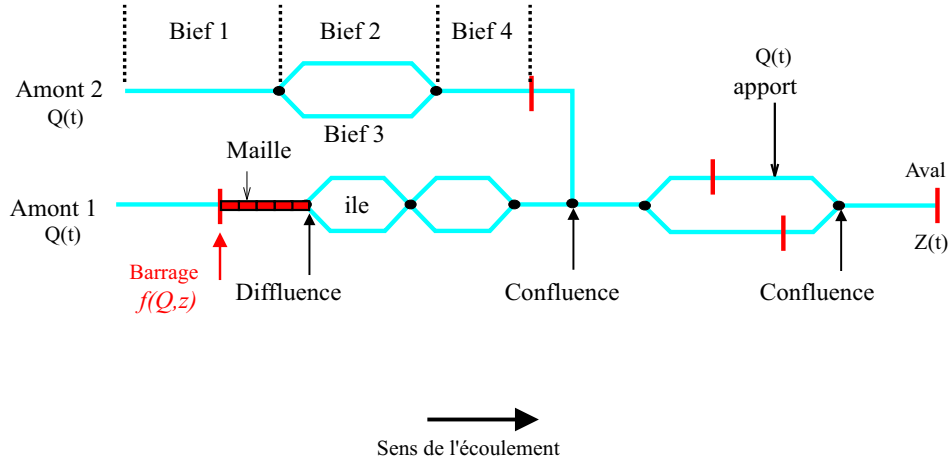 Bief 1
Bief 2
Bief 4
Amont 2
Q(t)
Q(t)
apport
Bief 3
Maille
Amont 1
Q(t)
ile
Aval
Z(t)
Barrage
f(Q,z)
Diffluence
Confluence
Confluence
Sens de l'écoulement